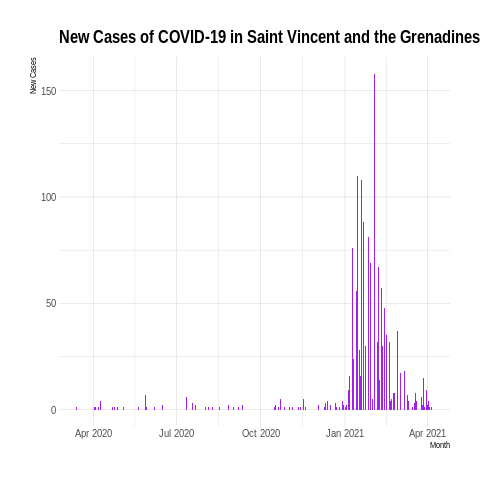 New Cases of COVID-19 in Saint Vincent and the Grenadines
New Cases
150
100
50
0
Apr 2020 Jul 2020 Oct 2020 Jan 2021 Apr 2021
Month